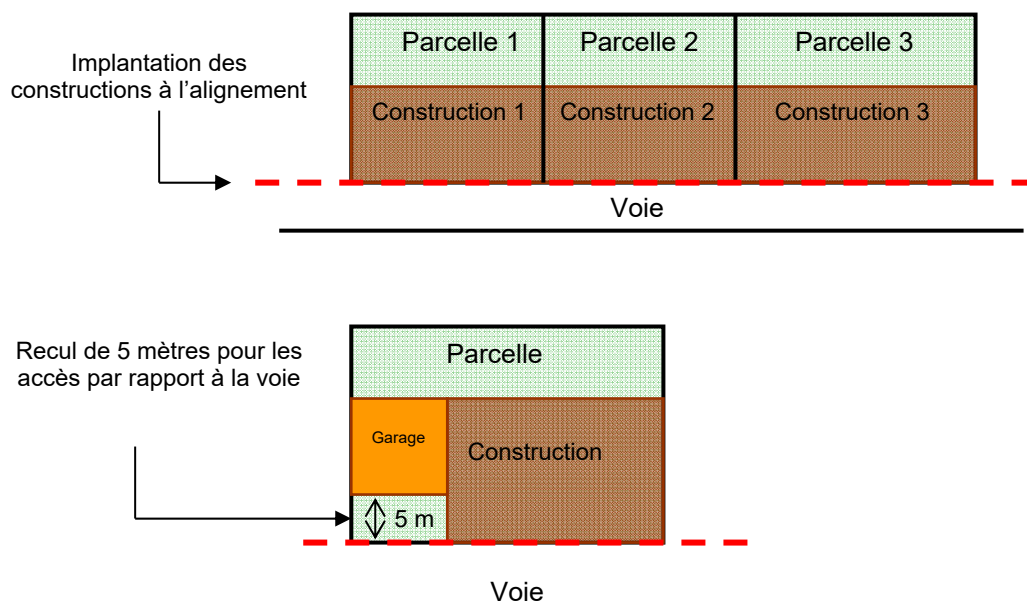 Parcelle 1
Parcelle 2
Parcelle 3
Implantation des
constructions à l’alignement
Construction 1
Construction 2
Construction 3
Voie
Recul de 5 mètres pour les
accès par rapport à la voie
Parcelle
Garage
Construction
5 m
Voie